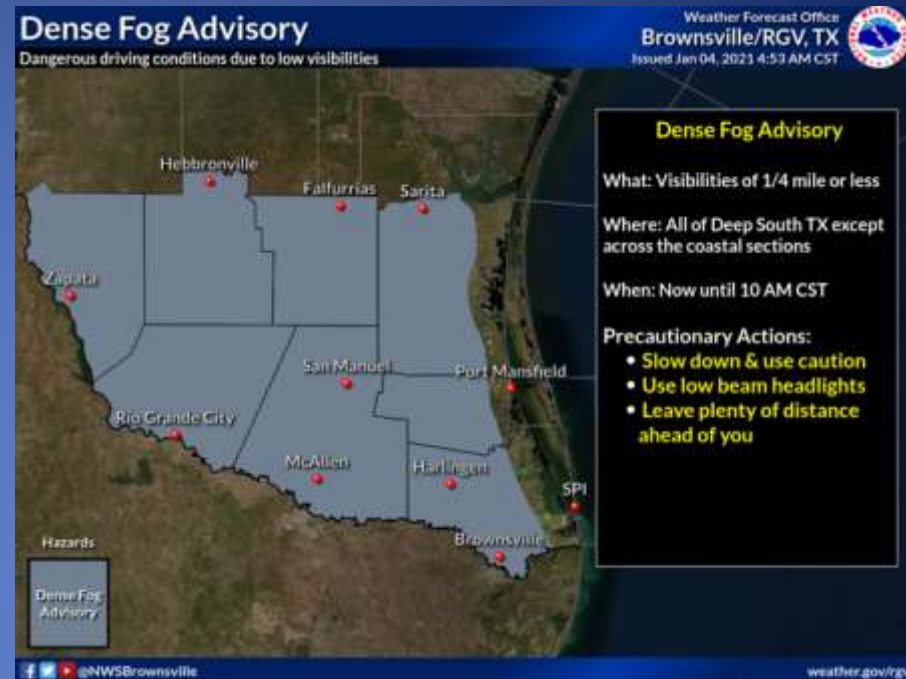 Dense Fog Advisory
Dangerous driving conditions due to low visibilities
Weather Forecast Office
Brownsville/RGV, TX
Issued Jan 04, 2021 4:53 AM CST
Hebbronville
Falfurrias
Sarita
Zapata
San Manuel
Port Mansfield
Rio Grande City
McAllen
Harlingen
SPI
Brownsville
Hazards
Dense Fog
Advisory
Dense Fog Advisory
What: Visibilities of 1/4 mile or less
Where: All of Deep South TX except
across the coastal sections
When: Now until 10 AM CST
Precautionary Actions:
• Slow down & use caution
• Use low beam headlights
• Leave plenty of distance
ahead of you
@NWSBrownsville
weather.gov/rgv